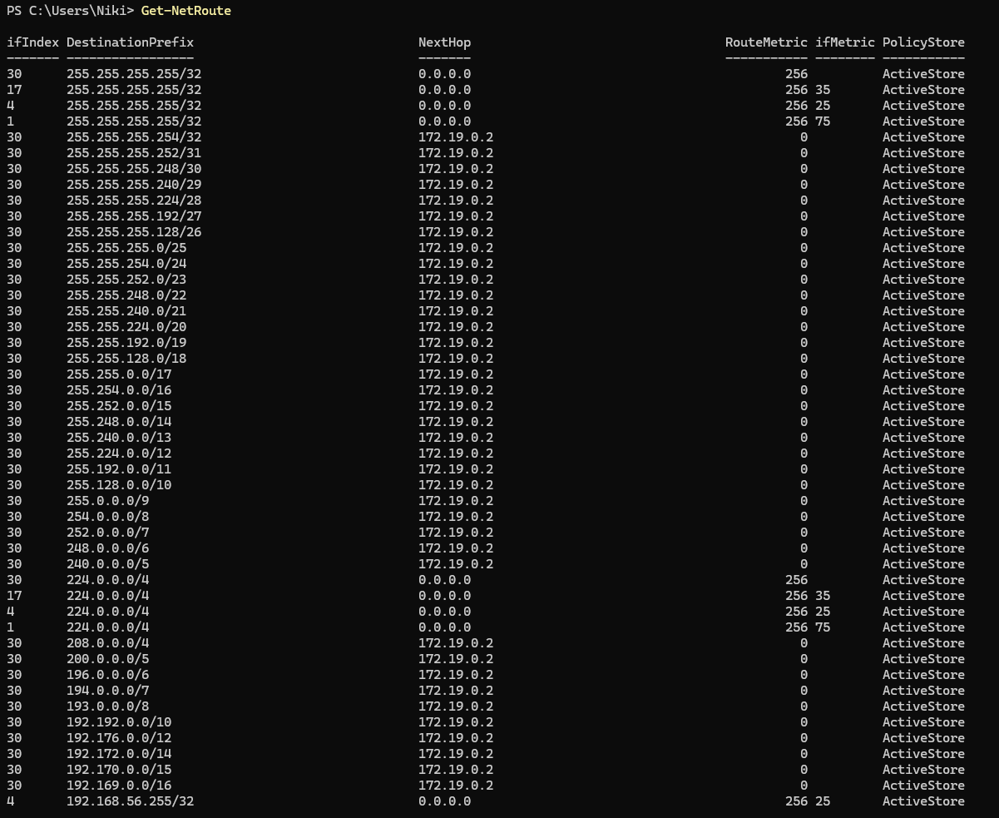 PS C:\Users\Niki> Get-NetRoute
ifIndex DestinationPrefix NextHop RouteMetric ifMetric PolicyStore
------- ----------------- ------- ----------- -------- -----------
30 255.255.255.255/32 0.0.0.0 256 ActiveStore
17 255.255.255.255/32 0.0.0.0 256 35 ActiveStore
4 255.255.255.255/32 0.0.0.0 256 25 ActiveStore
1 255.255.255.255/32 0.0.0.0 256 75 ActiveStore
30 255.255.255.254/32 172.19.0.2 0 ActiveStore
30 255.255.255.252/31 172.19.0.2 0 ActiveStore
30 255.255.255.248/30 172.19.0.2 0 ActiveStore
30 255.255.255.240/29 172.19.0.2 0 ActiveStore
30 255.255.255.224/28 172.19.0.2 0 ActiveStore
30 255.255.255.192/27 172.19.0.2 0 ActiveStore
30 255.255.255.128/26 172.19.0.2 0 ActiveStore
30 255.255.255.0/25 172.19.0.2 0 ActiveStore
30 255.255.254.0/24 172.19.0.2 0 ActiveStore
30 255.255.252.0/23 172.19.0.2 0 ActiveStore
30 255.255.248.0/22 172.19.0.2 0 ActiveStore
30 255.255.240.0/21 172.19.0.2 0 ActiveStore
30 255.255.224.0/20 172.19.0.2 0 ActiveStore
30 255.255.192.0/19 172.19.0.2 0 ActiveStore
30 255.255.128.0/18 172.19.0.2 0 ActiveStore
30 255.255.0.0/17 172.19.0.2 0 ActiveStore
30 255.254.0.0/16 172.19.0.2 0 ActiveStore
30 255.252.0.0/15 172.19.0.2 0 ActiveStore
30 255.248.0.0/14 172.19.0.2 0 ActiveStore
30 255.240.0.0/13 172.19.0.2 0 ActiveStore
30 255.224.0.0/12 172.19.0.2 0 ActiveStore
30 255.192.0.0/11 172.19.0.2 0 ActiveStore
30 255.128.0.0/10 172.19.0.2 0 ActiveStore
30 255.0.0.0/9 172.19.0.2 0 ActiveStore
30 254.0.0.0/8 172.19.0.2 0 ActiveStore
30 252.0.0.0/7 172.19.0.2 0 ActiveStore
30 248.0.0.0/6 172.19.0.2 0 ActiveStore
30 240.0.0.0/5 172.19.0.2 0 ActiveStore
30 224.0.0.0/4 0.0.0.0 256 ActiveStore
17 224.0.0.0/4 0.0.0.0 256 35 ActiveStore
4 224.0.0.0/4 0.0.0.0 256 25 ActiveStore
1 224.0.0.0/4 0.0.0.0 256 75 ActiveStore
30 208.0.0.0/4 172.19.0.2 0 ActiveStore
30 200.0.0.0/5 172.19.0.2 0 ActiveStore
30 196.0.0.0/6 172.19.0.2 0 ActiveStore
30 194.0.0.0/7 172.19.0.2 0 ActiveStore
30 193.0.0.0/8 172.19.0.2 0 ActiveStore
30 192.192.0.0/10 172.19.0.2 0 ActiveStore
30 192.176.0.0/12 172.19.0.2 0 ActiveStore
30 192.172.0.0/14 172.19.0.2 0 ActiveStore
30 192.170.0.0/15 172.19.0.2 0 ActiveStore
30 192.169.0.0/16 172.19.0.2 0 ActiveStore
4 192.168.56.255/32 0.0.0.0 256 25 ActiveStore